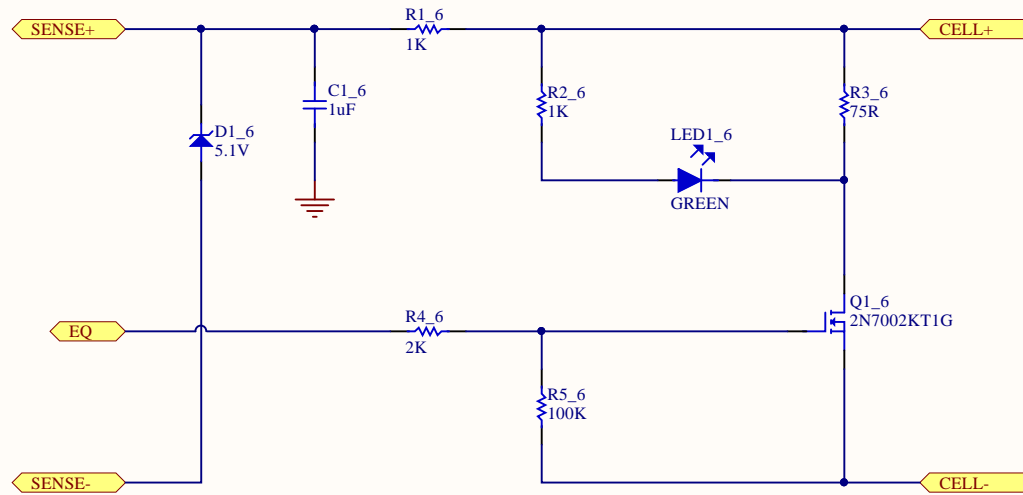 SENSE+
R1_6
1K
CELL+
C1_6
1uF
R2_6
1K
R3_6
75R
D1_6
5.1V
LED1_6
GREEN
EQ
R4_6
2K
Q1_6
2N7002KT1G
R5_6
100K
SENSE-
CELL-